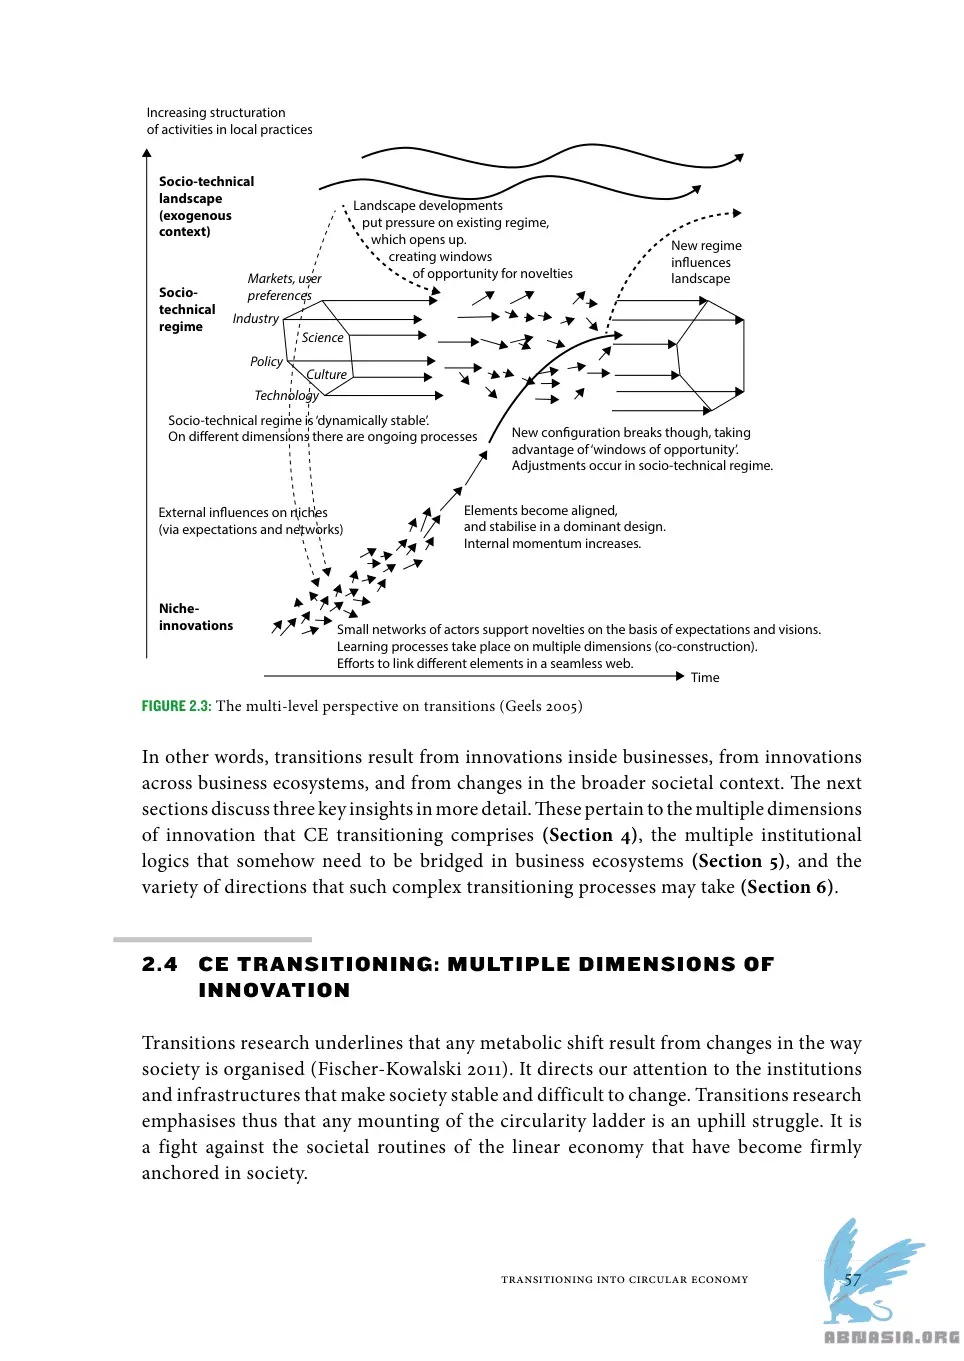 Increasing structuration
of activities in local practices
Socio-technical
landscape
(exogenous
context)
Landscape developments
put pressure on existing regime,
which opens up.
creating windows
of opportunity for novelties
New regime
influences
landscape
Markets, user
preferences
Socio-
technical
regime
Industry
Science
Policy
Culture
Technology
Socio-technical regime is ‘dynamically stable’.
On different dimensions there are ongoing processes
New configuration breaks though, taking
advantage of ‘windows of opportunity’.
Adjustments occur in socio-technical regime.
External influences on niches
(via expectations and networks)
Elements become aligned,
and stabilise in a dominant design.
Internal momentum increases.
Niche-
innovations
Small networks of actors support novelties on the basis of expectations and visions.
Learning processes take place on multiple dimensions (co-construction).
Efforts to link different elements in a seamless web.
Time
FIGURE 2.3: The multi-level perspective on transitions (Geels 2005)
In other words, transitions result from innovations inside businesses, from innovations
across business ecosystems, and from changes in the broader societal context. The next
sections discuss three key insights in more detail. These pertain to the multiple dimensions
of innovation that CE transitioning comprises (Section 4), the multiple institutional
logics that somehow need to be bridged in business ecosystems (Section 5), and the
variety of directions that such complex transitioning processes may take (Section 6).
2.4 CE TRANSITIONING: MULTIPLE DIMENSIONS OF
INNOVATION
Transitions research underlines that any metabolic shift result from changes in the way
society is organised (Fischer-Kowalski 2011). It directs our attention to the institutions
and infrastructures that make society stable and difficult to change. Transitions research
emphasises thus that any mounting of the circularity ladder is an uphill struggle. It is
a fight against the societal routines of the linear economy that have become firmly
anchored in society.
TRANSITIONING INTO CIRCULAR ECONOMY 57
ABNASIA.ORG